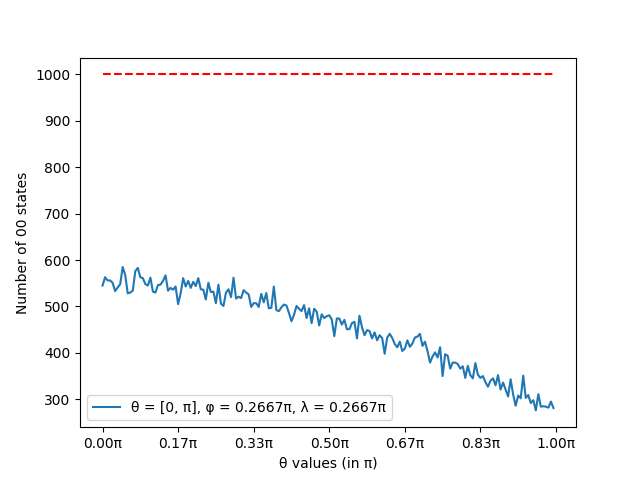 Number of 00 states
1000
900
800
700
600
500
400
300
θ = [0, π], φ = 0.2667π, λ = 0.2667π
0.00π 0.17π 0.33π 0.50π 0.67π 0.83π 1.00π
θ values (in π)